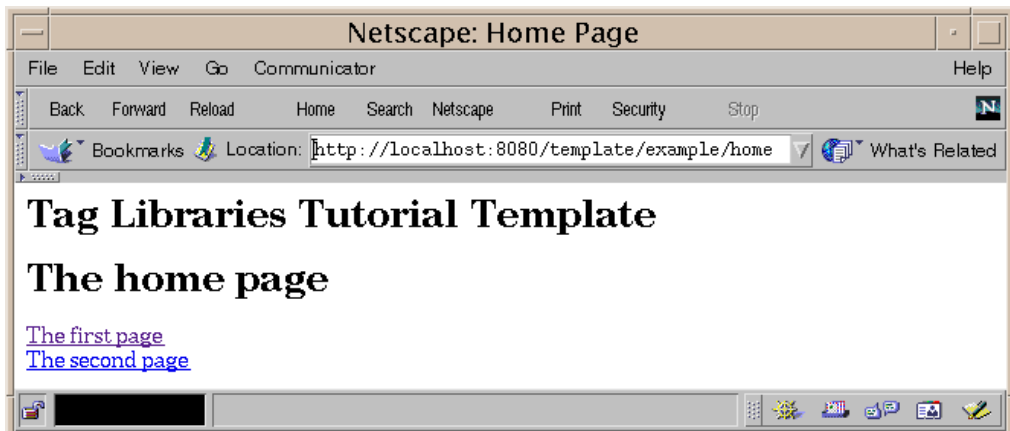 Netscape: Home Page
File Edit View Go Communicator Help
Back Forward Reload Home Search Netscape Print Security Stop N
Bookmarks Location: http://localhost:8080/template/example/home What's Related
Tag Libraries Tutorial Template
The home page
The first page
The second page